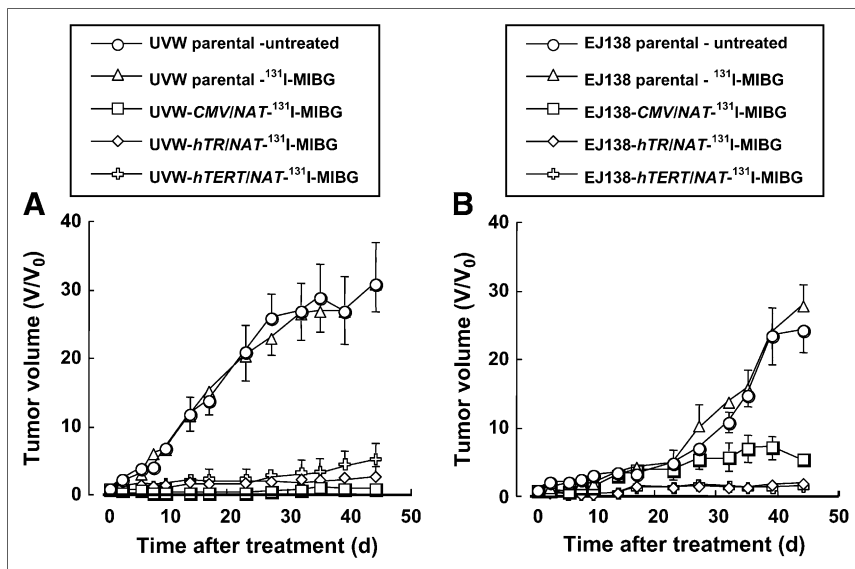 UVW parental -untreated
UVW parental -¹³¹I-MIBG
UVW-CMV/NAT-¹³¹I-MIBG
UVW-hTR/NAT-¹³¹I-MIBG
UVW-hTERT/NAT-¹³¹I-MIBG
A
40
30
20
10
0
Tumor volume (V/V₀)
0 10 20 30 40 50
Time after treatment (d)
EJ138 parental - untreated
EJ138 parental - ¹³¹I-MIBG
EJ138-CMV/NAT-¹³¹I-MIBG
EJ138-hTR/NAT-¹³¹I-MIBG
EJ138-hTERT/NAT-¹³¹I-MIBG
B
40
30
20
10
0
Tumor volume (V/V₀)
0 10 20 30 40 50
Time after treatment (d)